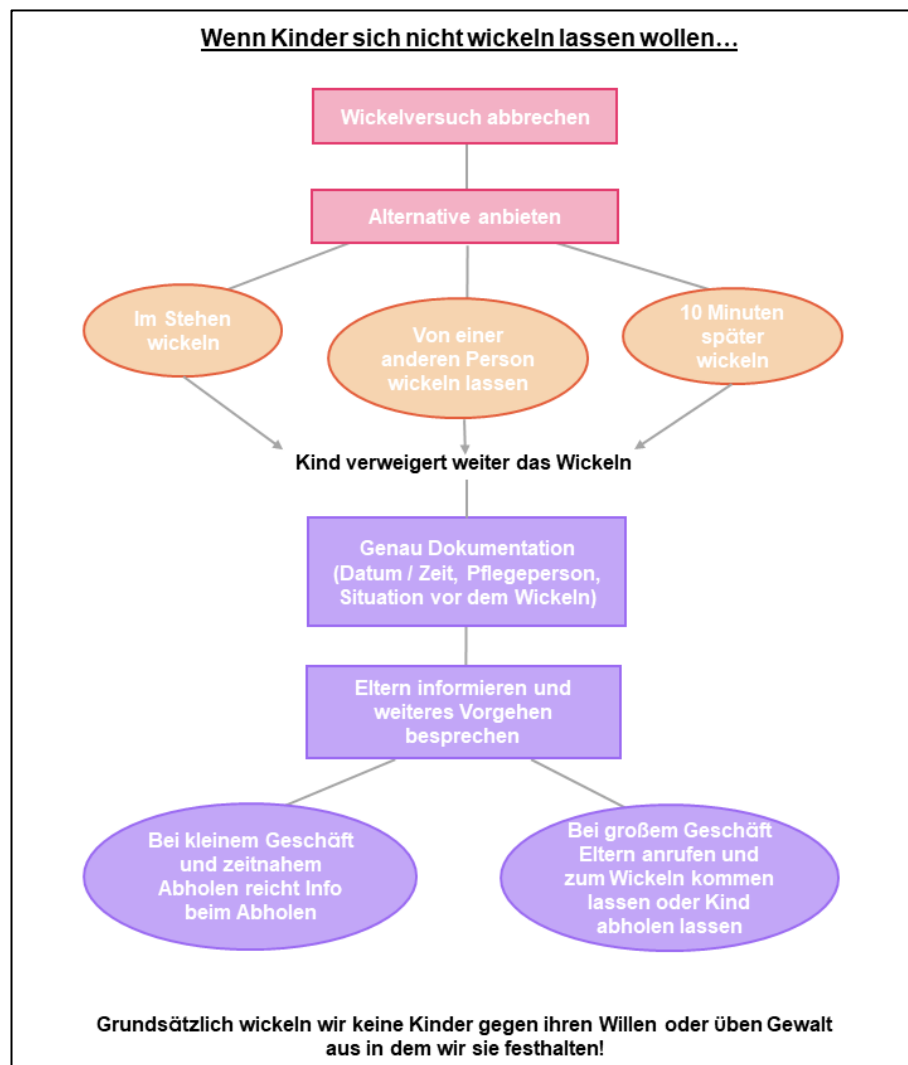 Wenn Kinder sich nicht wickeln lassen wollen…
Wickelversuch abbrechen
Alternative anbieten
Im Stehen
wickeln
Von einer
anderen Person
wickeln lassen
10 Minuten
später
wickeln
Kind verweigert weiter das Wickeln
Genau Dokumentation
(Datum / Zeit, Pflegeperson,
Situation vor dem Wickeln)
Eltern informieren und
weiteres Vorgehen
besprechen
Bei kleinem Geschäft
und zeitnahem
Abholen reicht Info
beim Abholen
Bei großem Geschäft
Eltern anrufen und
zum Wickeln kommen
lassen oder Kind
abholen lassen
Grundsätzlich wickeln wir keine Kinder gegen ihren Willen oder üben Gewalt
aus in dem wir sie festhalten!